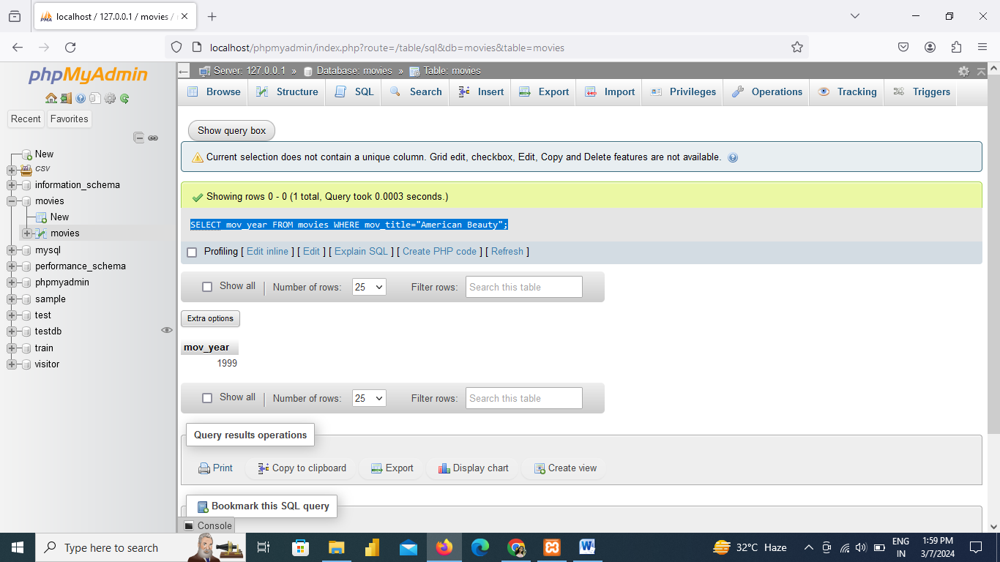 localhost / 127.0.0.1 / movies /
localhost/phpmyadmin/index.php?route=/table/sql&db=movies&table=movies
phpMyAdmin
Recent Favorites
New
csv
information_schema
movies
New
movies
mysql
performance_schema
phpmyadmin
sample
test
testdb
train
visitor
Server: 127.0.0.1 » Database: movies » Table: movies
Browse Structure SQL Search Insert Export Import Privileges Operations Tracking Triggers
Show query box
Current selection does not contain a unique column. Grid edit, checkbox, Edit, Copy and Delete features are not available.
Showing rows 0 - 0 (1 total, Query took 0.0003 seconds.)
SELECT mov_year FROM movies WHERE mov_title="American Beauty";
Profiling [ Edit inline ] [ Edit ] [ Explain SQL ] [ Create PHP code ] [ Refresh ]
Show all | Number of rows: 25 Filter rows: Search this table
Extra options
mov_year
1999
Show all | Number of rows: 25 Filter rows: Search this table
Query results operations
Print Copy to clipboard Export Display chart Create view
Bookmark this SQL query
Console
Type here to search
32°C Haze
ENG
IN
1:59 PM
3/7/2024